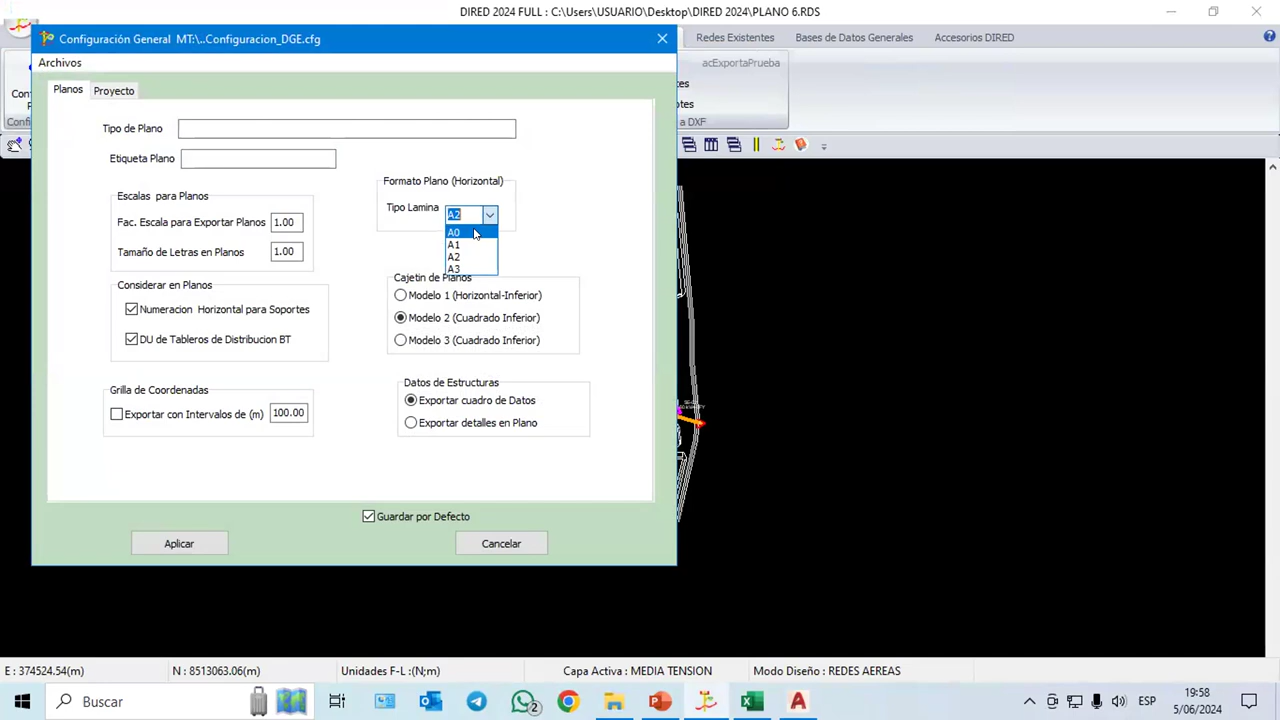 DIRED 2024 FULL : C:\Users\USUARIO\Desktop\DIRED 2024\PLANO 6.RDS
Configuración General MT:\..Configuracion_DGE.cfg
Redes Existentes
Bases de Datos Generales
Accesorios DIRED
Archivos
acExportaPrueba
Planos
Proyecto
a DXF
Tipo de Plano
Etiqueta Plano
Formato Plano (Horizontal)
Escalas para Planos
Tipo Lamina
A2
Fac. Escala para Exportar Planos
1.00
A0
A1
Tamaño de Letras en Planos
1.00
A2
A3
Cajetin de Planos
Considerar en Planos
Modelo 1 (Horizontal-Inferior)
Numeracion Horizontal para Soportes
Modelo 2 (Cuadrado Inferior)
DU de Tableros de Distribucion BT
Modelo 3 (Cuadrado Inferior)
Datos de Estructuras
Grilla de Coordenadas
Exportar cuadro de Datos
Exportar con Intervalos de (m)
100.00
Exportar detalles en Plano
Guardar por Defecto
Aplicar
Cancelar
E : 374524.54(m)
N : 8513063.06(m)
Unidades F-L :(N;m)
Capa Activa : MEDIA TENSION
Modo Diseño : REDES AEREAS
Buscar
2
ESP
19:58
5/06/2024